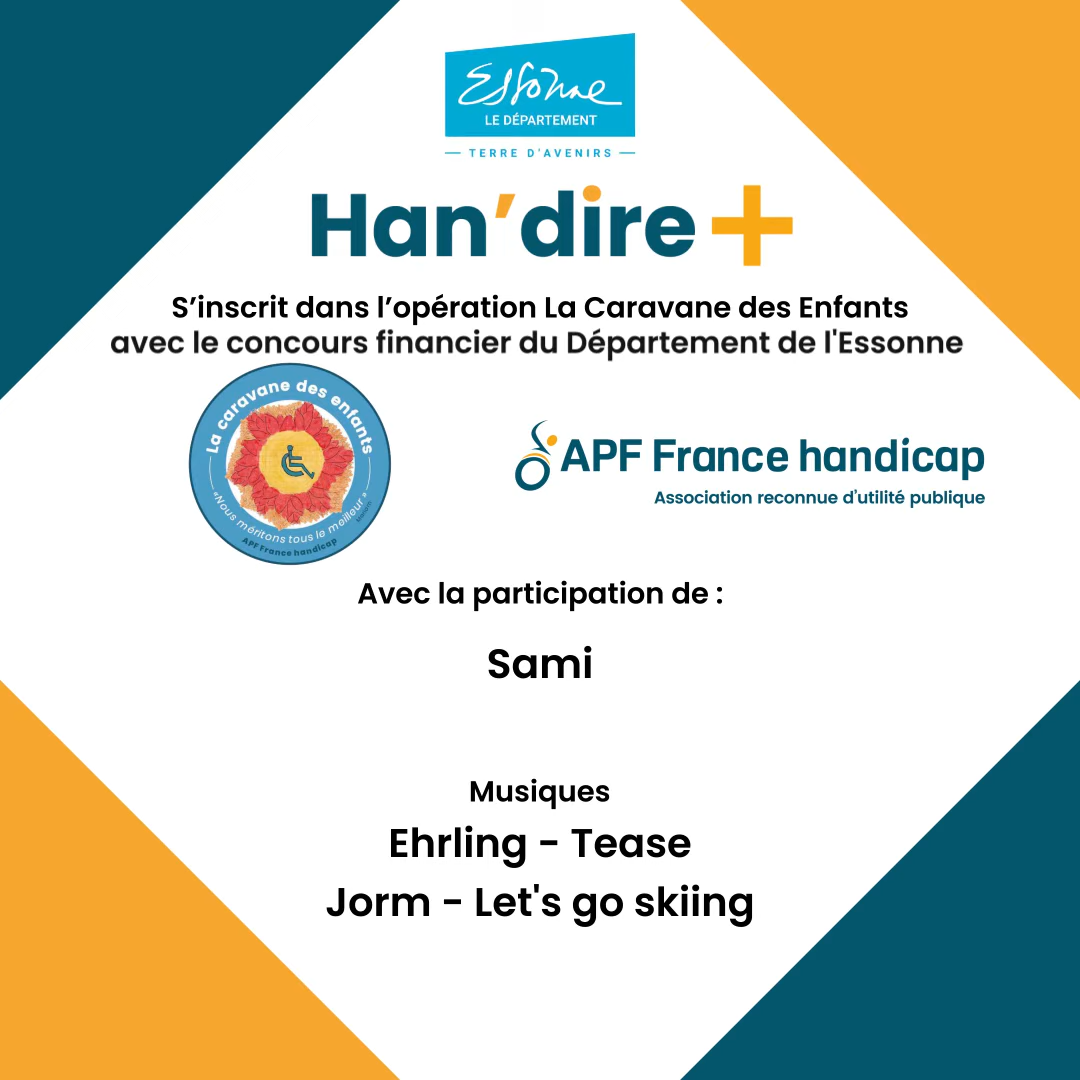 Essonne
LE DÉPARTEMENT
TERRE D'AVENIRS
Han'dire +
S’inscrit dans l’opération La Caravane des Enfants
avec le concours financier du Département de l'Essonne
La caravane des enfants
«Nous méritons tous le meilleur»
APF France handicap
APF France handicap
Association reconnue d’utilité publique
Avec la participation de :
Sami
Musiques
Ehrling - Tease
Jorm - Let's go skiing